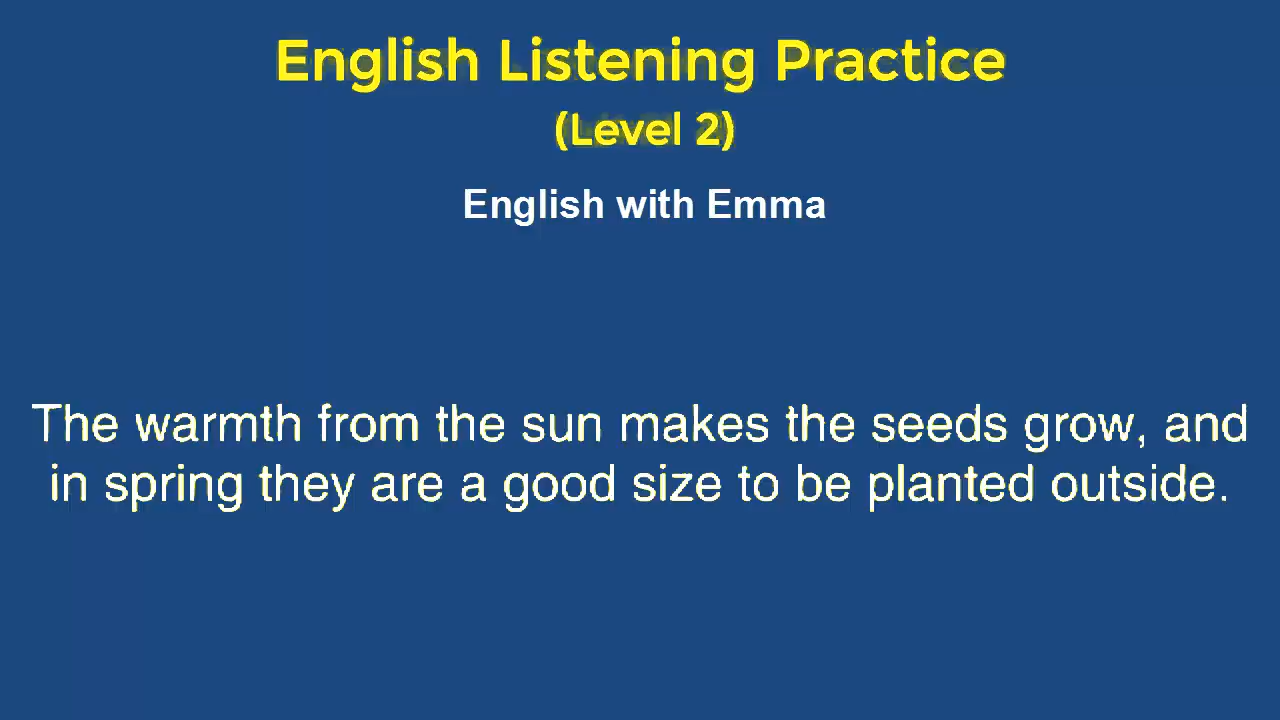 English Listening Practice
(Level 2)
English with Emma
The warmth from the sun makes the seeds grow, and
in spring they are a good size to be planted outside.